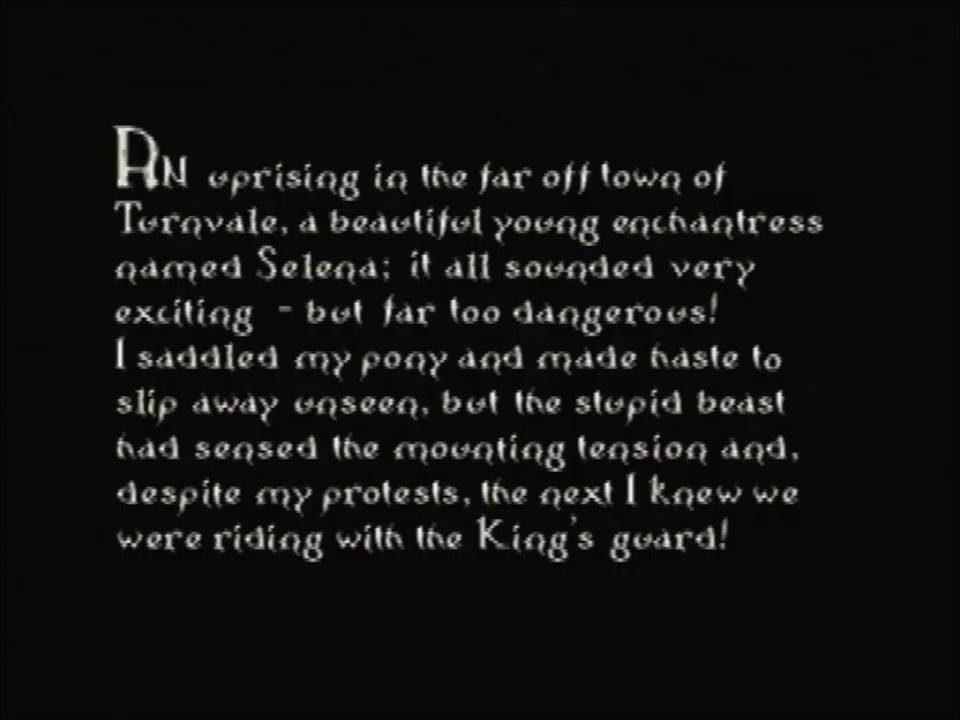 AN uprising in the far off town of
Turnvale, a beautiful young enchantress
named Selena; it all sounded very
exciting - but far too dangerous!
I saddled my pony and made haste to
slip away unseen, but the stupid beast
had sensed the mounting tension and,
despite my protests, the next I knew we
were riding with the King's guard!